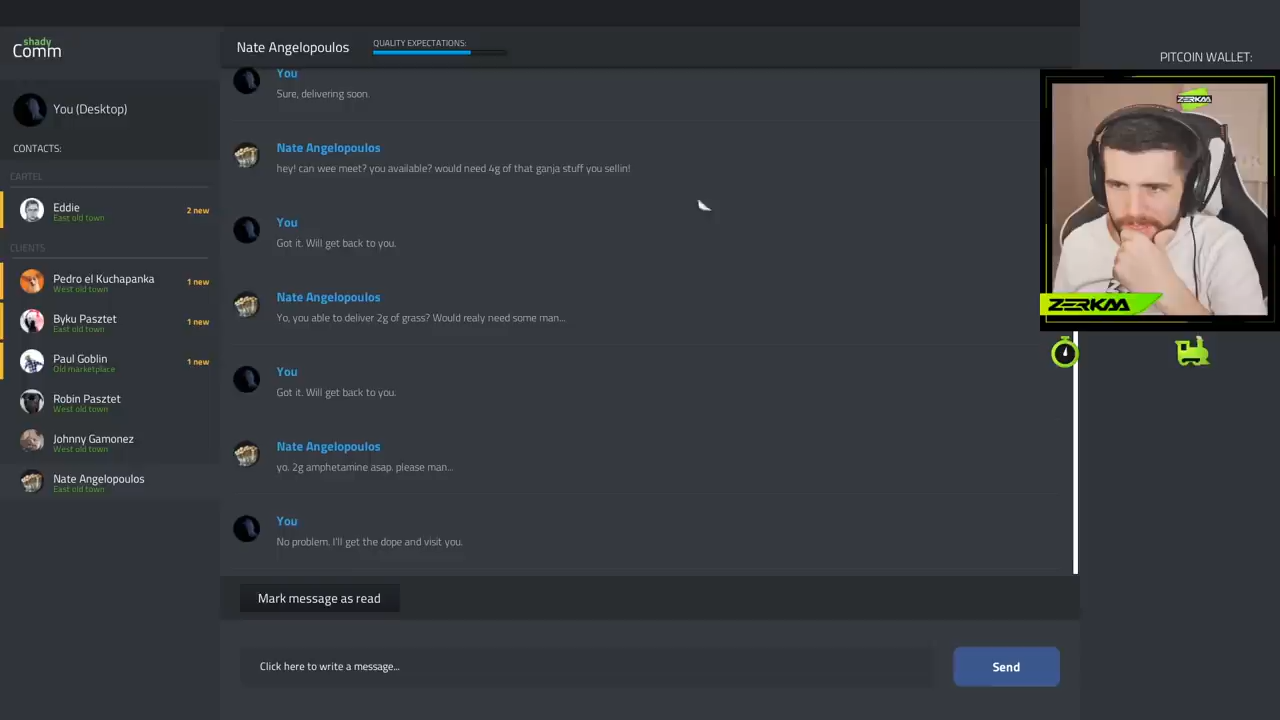 shady
Comm
You (Desktop)
CONTACTS:
CARTEL
Eddie
East old town
2 new
CLIENTS
Pedro el Kuchapanka
West old town
1 new
Byku Pasztet
East old town
1 new
Paul Goblin
Old marketplace
1 new
Robin Pasztet
West old town
Johnny Gamonez
West old town
Nate Angelopoulos
East old town
Nate Angelopoulos
QUALITY EXPECTATIONS:
You
Sure, delivering soon.
Nate Angelopoulos
hey! can wee meet? you available? would need 4g of that ganja stuff you sellin!
You
Got it. Will get back to you.
Nate Angelopoulos
Yo, you able to deliver 2g of grass? Would realy need some man...
You
Got it. Will get back to you.
Nate Angelopoulos
yo. 2g amphetamine asap. please man...
You
No problem. I'll get the dope and visit you.
Mark message as read
Click here to write a message...
Send
PITCOIN WALLET:
ZERKAA
ZERKAA